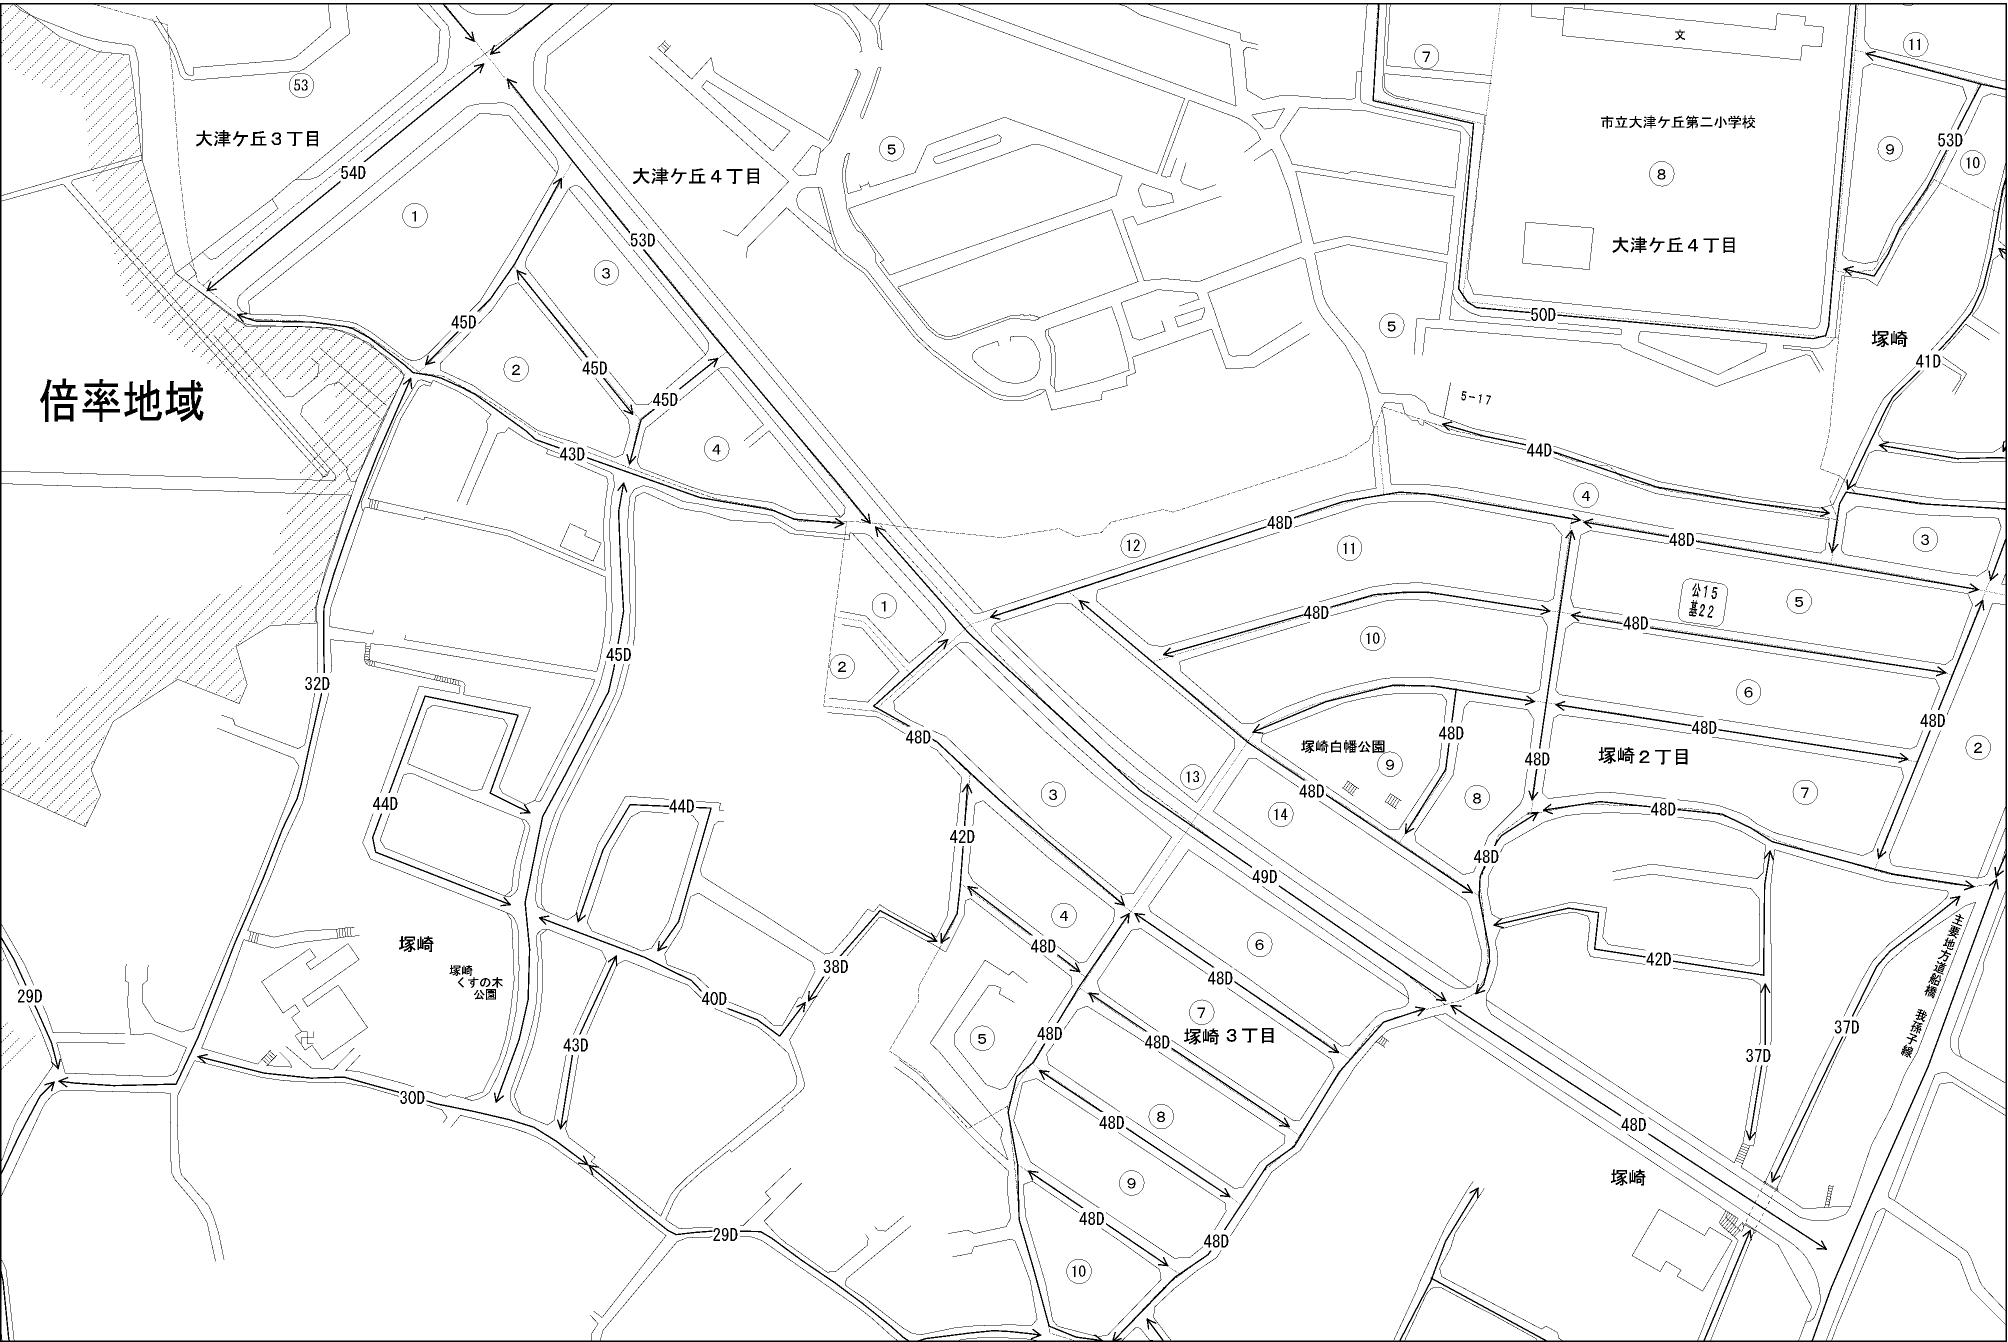 文
⑦
⑪
53
大津ケ丘３丁目
市立大津ケ丘第二小学校
53D
⑨
⑩
⑤
54D
大津ケ丘４丁目
⑧
①
53D
大津ケ丘４丁目
③
50D
⑤
45D
塚崎
②
45D
41D
倍率地域
45D
5-17
④
43D
44D
④
48D
⑫
⑪
48D
③
①
公15
基22
⑤
48D
48D
⑩
45D
②
32D
⑥
48D
48D
48D
48D
塚崎白幡公園
⑨
48D
塚崎２丁目
②
⑬
48D
⑧
⑦
44D
44D
③
⑭
48D
42D
48D
49D
④
塚崎
48D
⑥
42D
主要地方道船橋 我孫子線
塚崎
くすの木
公園
38D
48D
29D
40D
⑦
塚崎３丁目
37D
43D
⑤
48D
48D
37D
30D
⑧
48D
48D
⑨
塚崎
48D
29D
48D
⑩